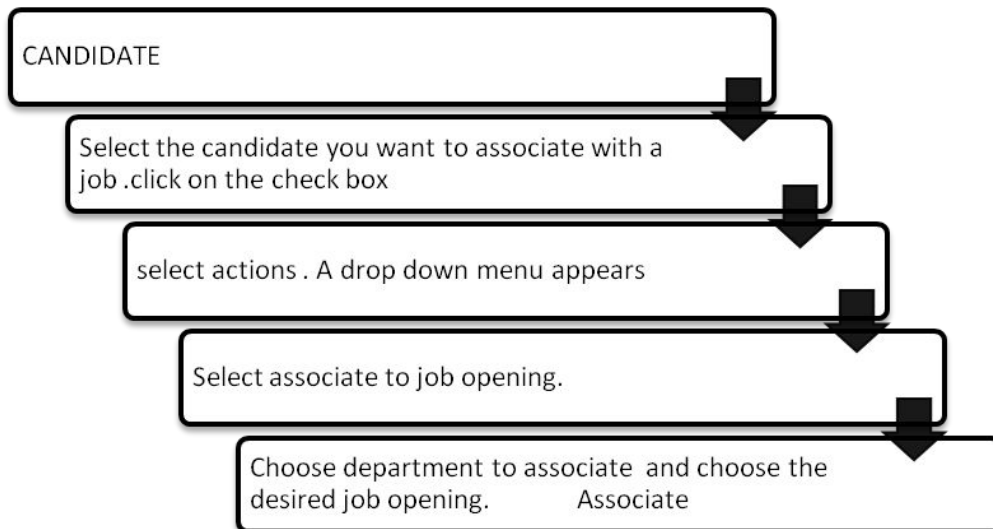 CANDIDATE
Select the candidate you want to associate with a
job .click on the check box
select actions . A drop down menu appears
Select associate to job opening.
Choose department to associate  and choose the
desired job opening.            Associate